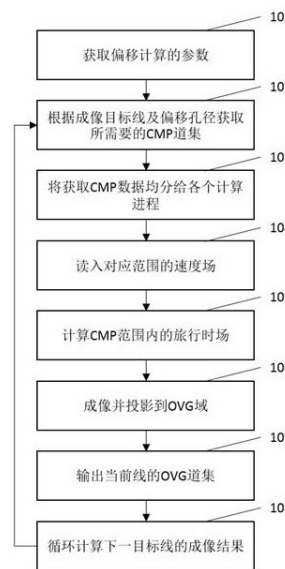 10
获取偏移计算的参数
10
根据成像目标线及偏移孔径获取
所需要的CMP道集
10
将获取CMP数据均分给各个计算
进程
10
读入对应范围的速度场
10
计算CMP范围内的旅行时场
10
成像并投影到OVG域
10
输出当前线的OVG道集
10
循环计算下一目标线的成像结果